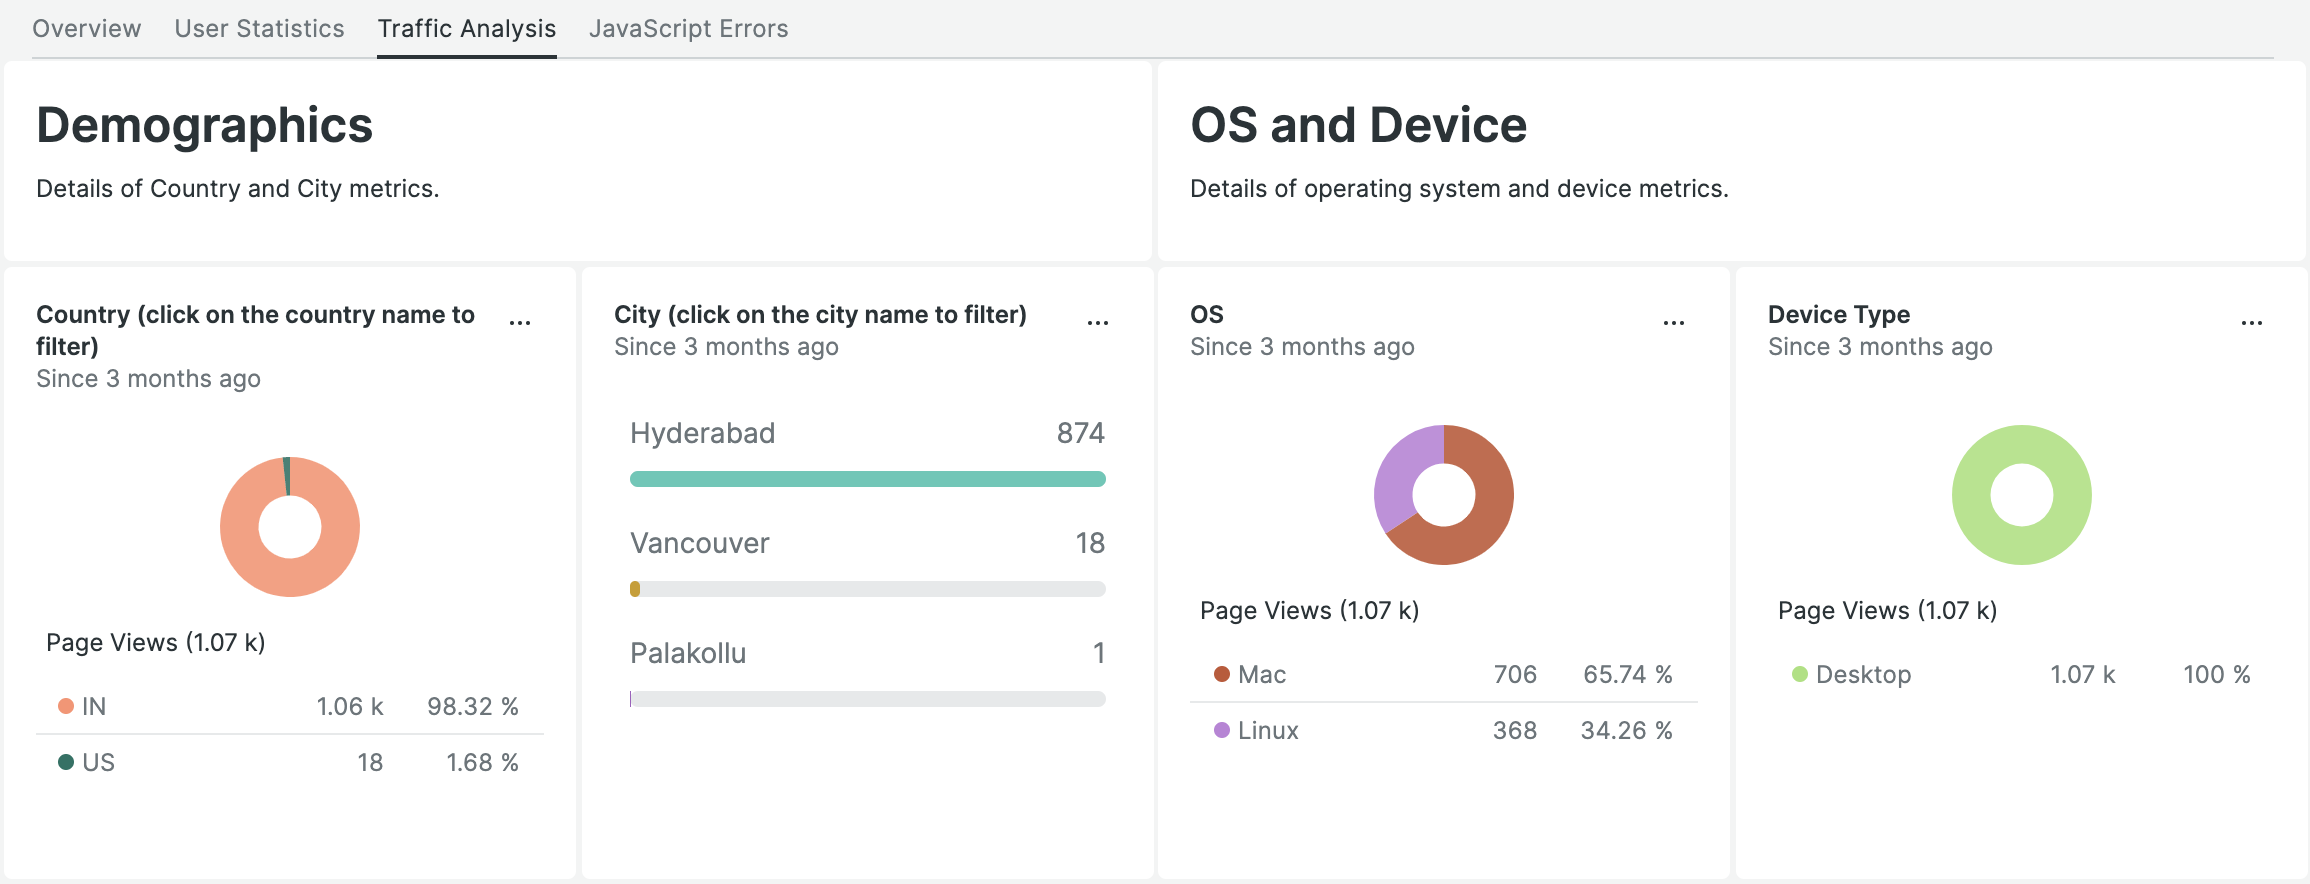 Overview User Statistics Traffic Analysis JavaScript Errors
Demographics
Details of Country and City metrics.
OS and Device
Details of operating system and device metrics.
Country (click on the country name to
filter)
...
Since 3 months ago
Page Views (1.07 k)
IN 1.06 k 98.32 %
US 18 1.68 %
City (click on the city name to filter)
...
Since 3 months ago
Hyderabad 874
Vancouver 18
Palakollu 1
OS
...
Since 3 months ago
Page Views (1.07 k)
Mac 706 65.74 %
Linux 368 34.26 %
Device Type
...
Since 3 months ago
Page Views (1.07 k)
Desktop 1.07 k 100 %